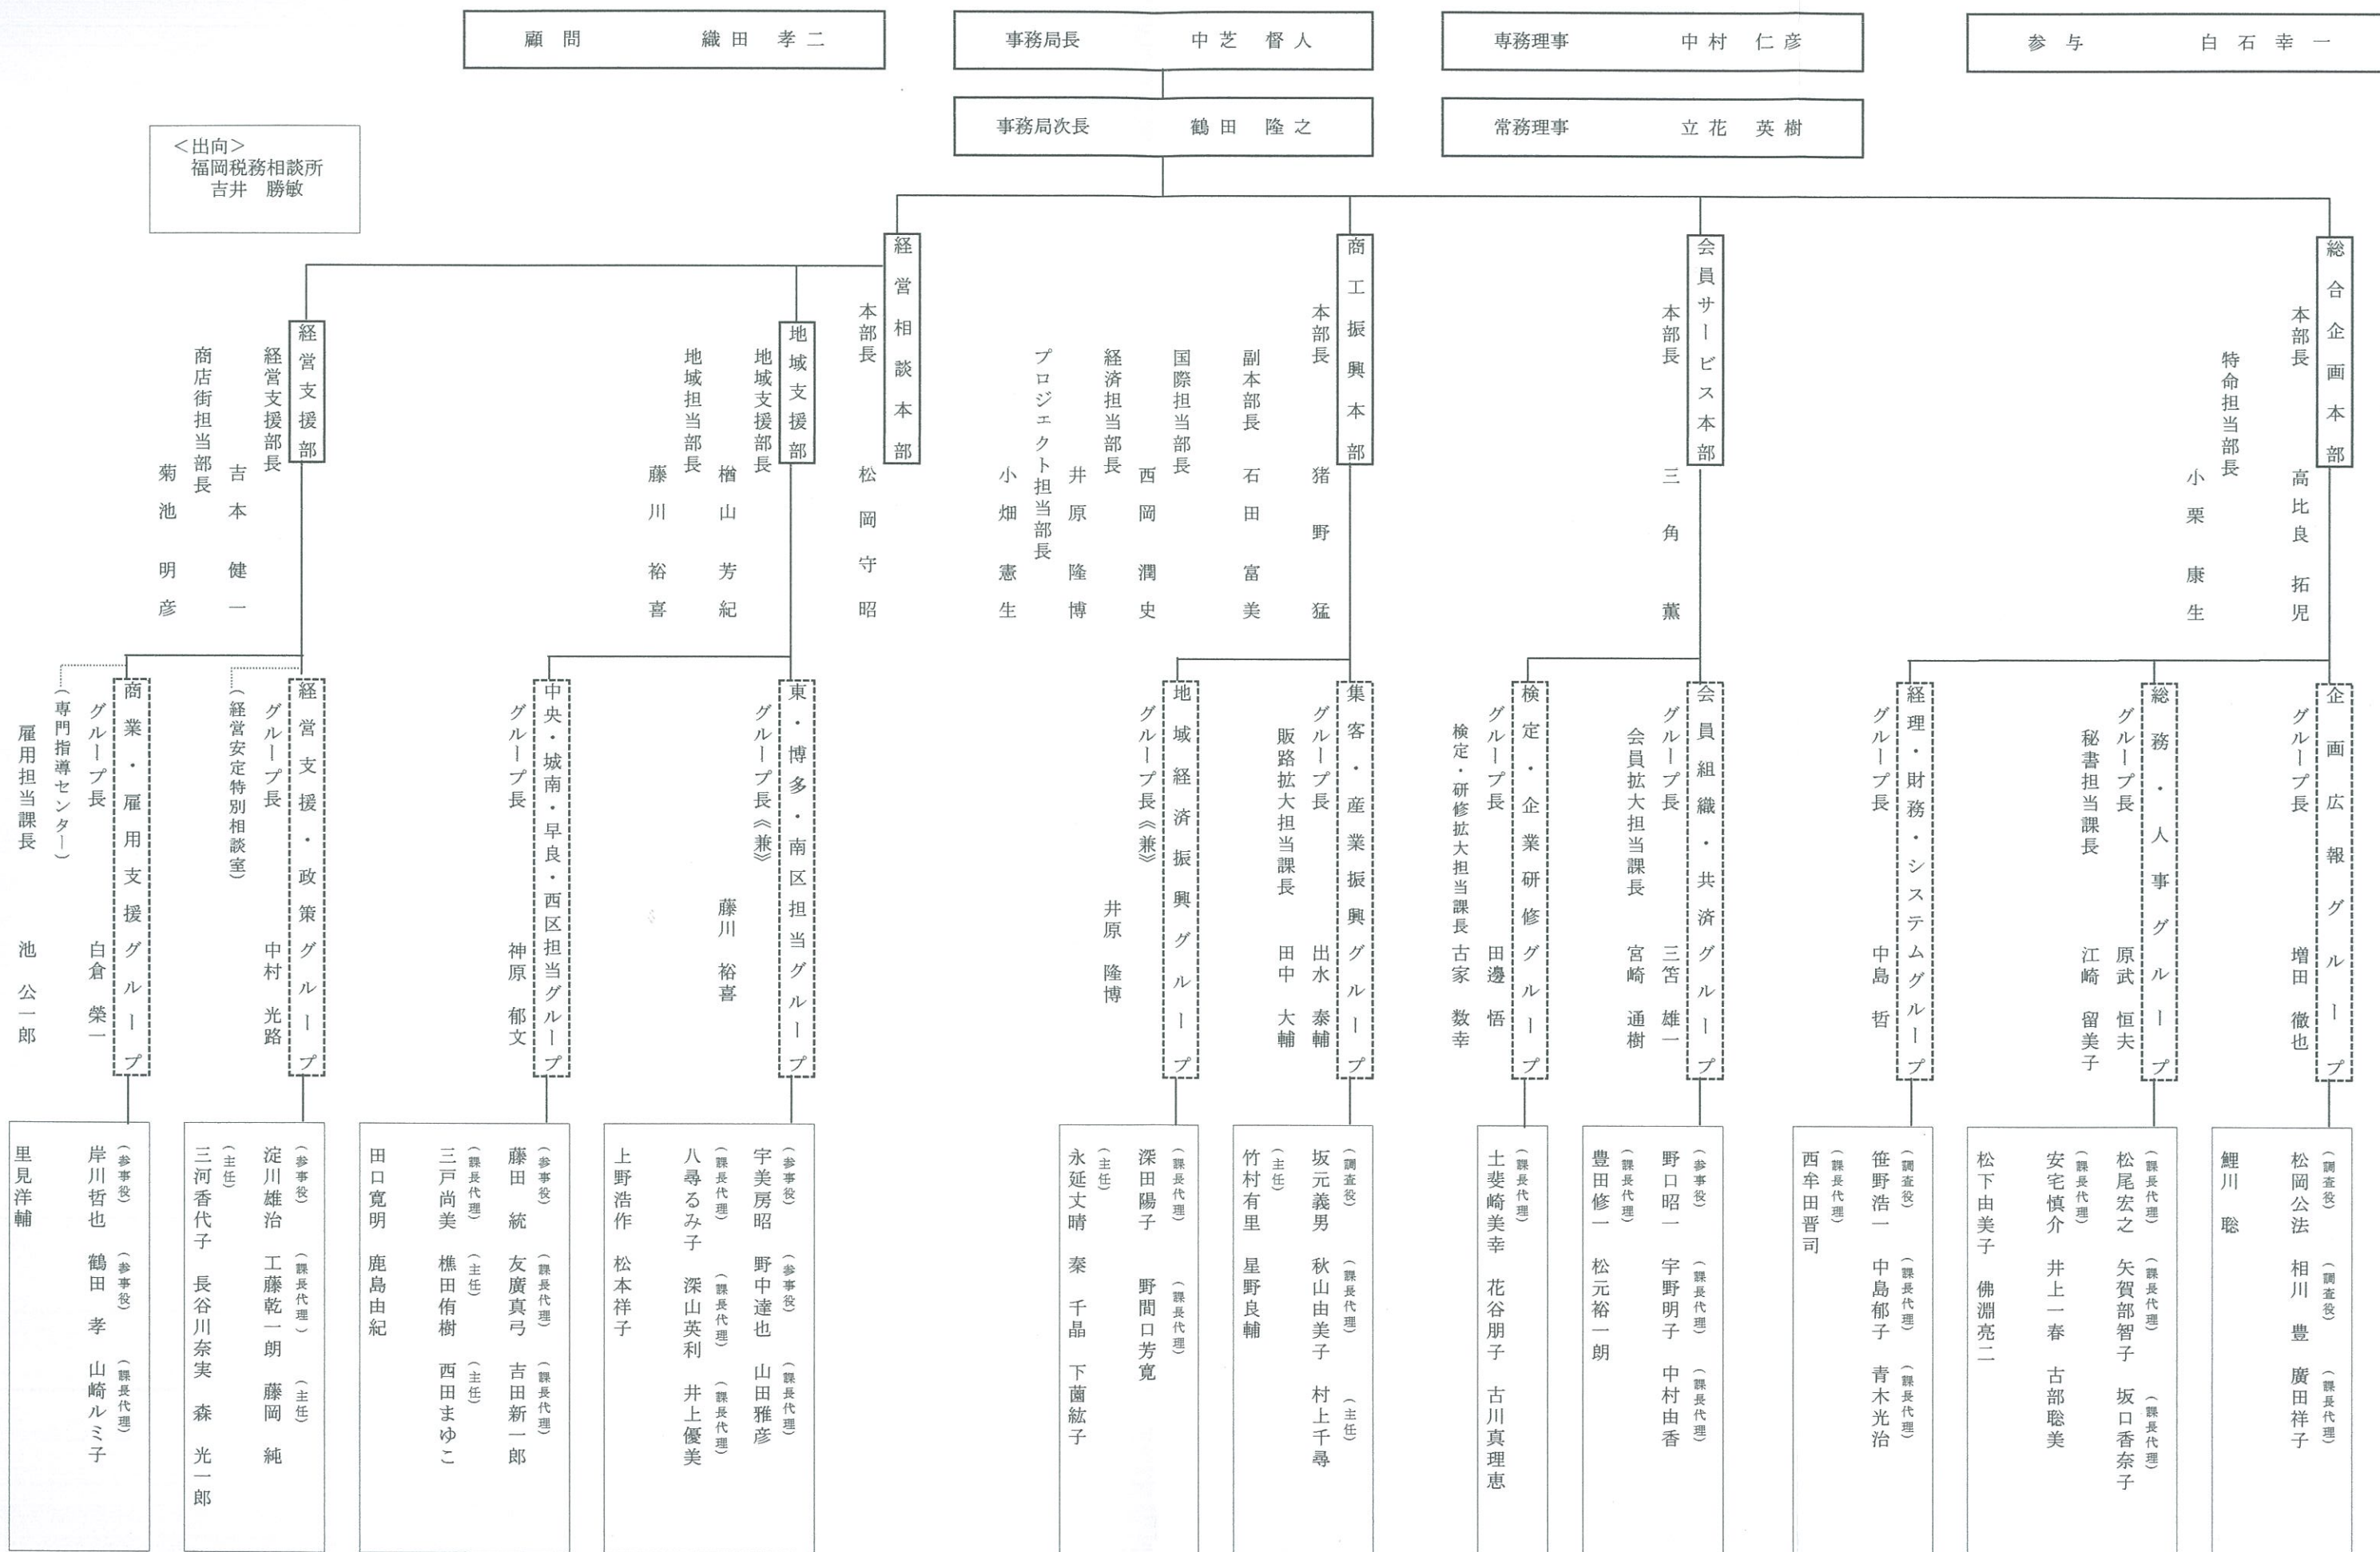 参与 白石幸一
専務理事 中村 仁彦
事務局長 中芝 督人
顧問 織田 孝二
常務理事 立花 英樹
事務局次長 鶴田 隆之
＜出向＞
福岡税務相談所
吉井 勝敏
総合企画本部
本部長 高比良 拓児
特命担当部長
小栗 康生
企画広報グループ
グループ長 増田 徹也
（調査役） （調査役） （課長代理）
松岡公法 相川 豊 廣田祥子
鯉川 聡
総務・人事グループ
グループ長 原武 恒夫
秘書担当課長 江崎 留美子
（課長代理） （課長代理） （課長代理）
松尾宏之 矢賀部智子 坂口香奈子
（課長代理）
安宅慎介 井上一春 古部聡美
松下由美子 佛淵亮二
経理・財務・システムグループ
グループ長 中島 哲
（調査役） （課長代理） （課長代理）
笹野浩一 中島郁子 青木光治
（課長代理）
西牟田晋司
会員サービス本部
本部長 三角 薫
会員組織・共済グループ
グループ長 三笘 雄一
会員拡大担当課長 宮崎 通樹
（参事役） （課長代理） （課長代理）
野口昭一 宇野明子 中村由香
（課長代理）
豊田修一 松元裕一朗
検定・企業研修グループ
グループ長 田邊 悟
検定・研修拡大担当課長 古家 数幸
（課長代理）
土斐崎美幸 花谷朋子 古川真理恵
商工振興本部
本部長 猪野 猛
副本部長 石田 富美
国際担当部長
西岡 潤史
経済担当部長
井原 隆博
プロジェクト担当部長
小畑 憲生
集客・産業振興グループ
グループ長 出水 泰輔
販路拡大担当課長 田中 大輔
（調査役） （課長代理） （主任）
坂元義男 秋山由美子 村上千尋
（主任）
竹村有里 星野良輔
地域経済振興グループ
グループ長《兼》
井原 隆博
（課長代理） （課長代理）
深田陽子 野間口芳寛
（主任）
永延丈晴 秦 千晶 下薗紘子
経営相談本部
本部長 松岡 守昭
地域支援部
地域支援部長
楢山 芳紀
地域担当部長
藤川 裕喜
東・博多・南区担当グループ
グループ長《兼》
藤川 裕喜
（参事役） （参事役） （課長代理）
宇美房昭 野中達也 山田雅彦
（課長代理） （課長代理） （課長代理）
八尋るみ子 深山英利 井上優美
上野浩作 松本祥子
中央・城南・早良・西区担当グループ
グループ長 神原 郁文
（参事役） （課長代理） （課長代理）
藤田 統 友廣真弓 吉田新一郎
（課長代理） （主任） （主任）
三戸尚美 樵田侑樹 西田まゆこ
田口寛明 鹿島由紀
経営支援部
経営支援部長
吉本 健一
商店街担当部長
菊池 明彦
経営支援・政策グループ
グループ長 中村 光路
（経営安定特別相談室）
（参事役） （課長代理） （主任）
淀川雄治 工藤乾一朗 藤岡 純
（主任）
三河香代子 長谷川奈実 森 光一郎
商業・雇用支援グループ
グループ長 白倉 榮一
（専門指導センター）
雇用担当課長 池 公一郎
（参事役） （参事役） （課長代理）
岸川哲也 鶴田 孝 山崎ルミ子
里見洋輔